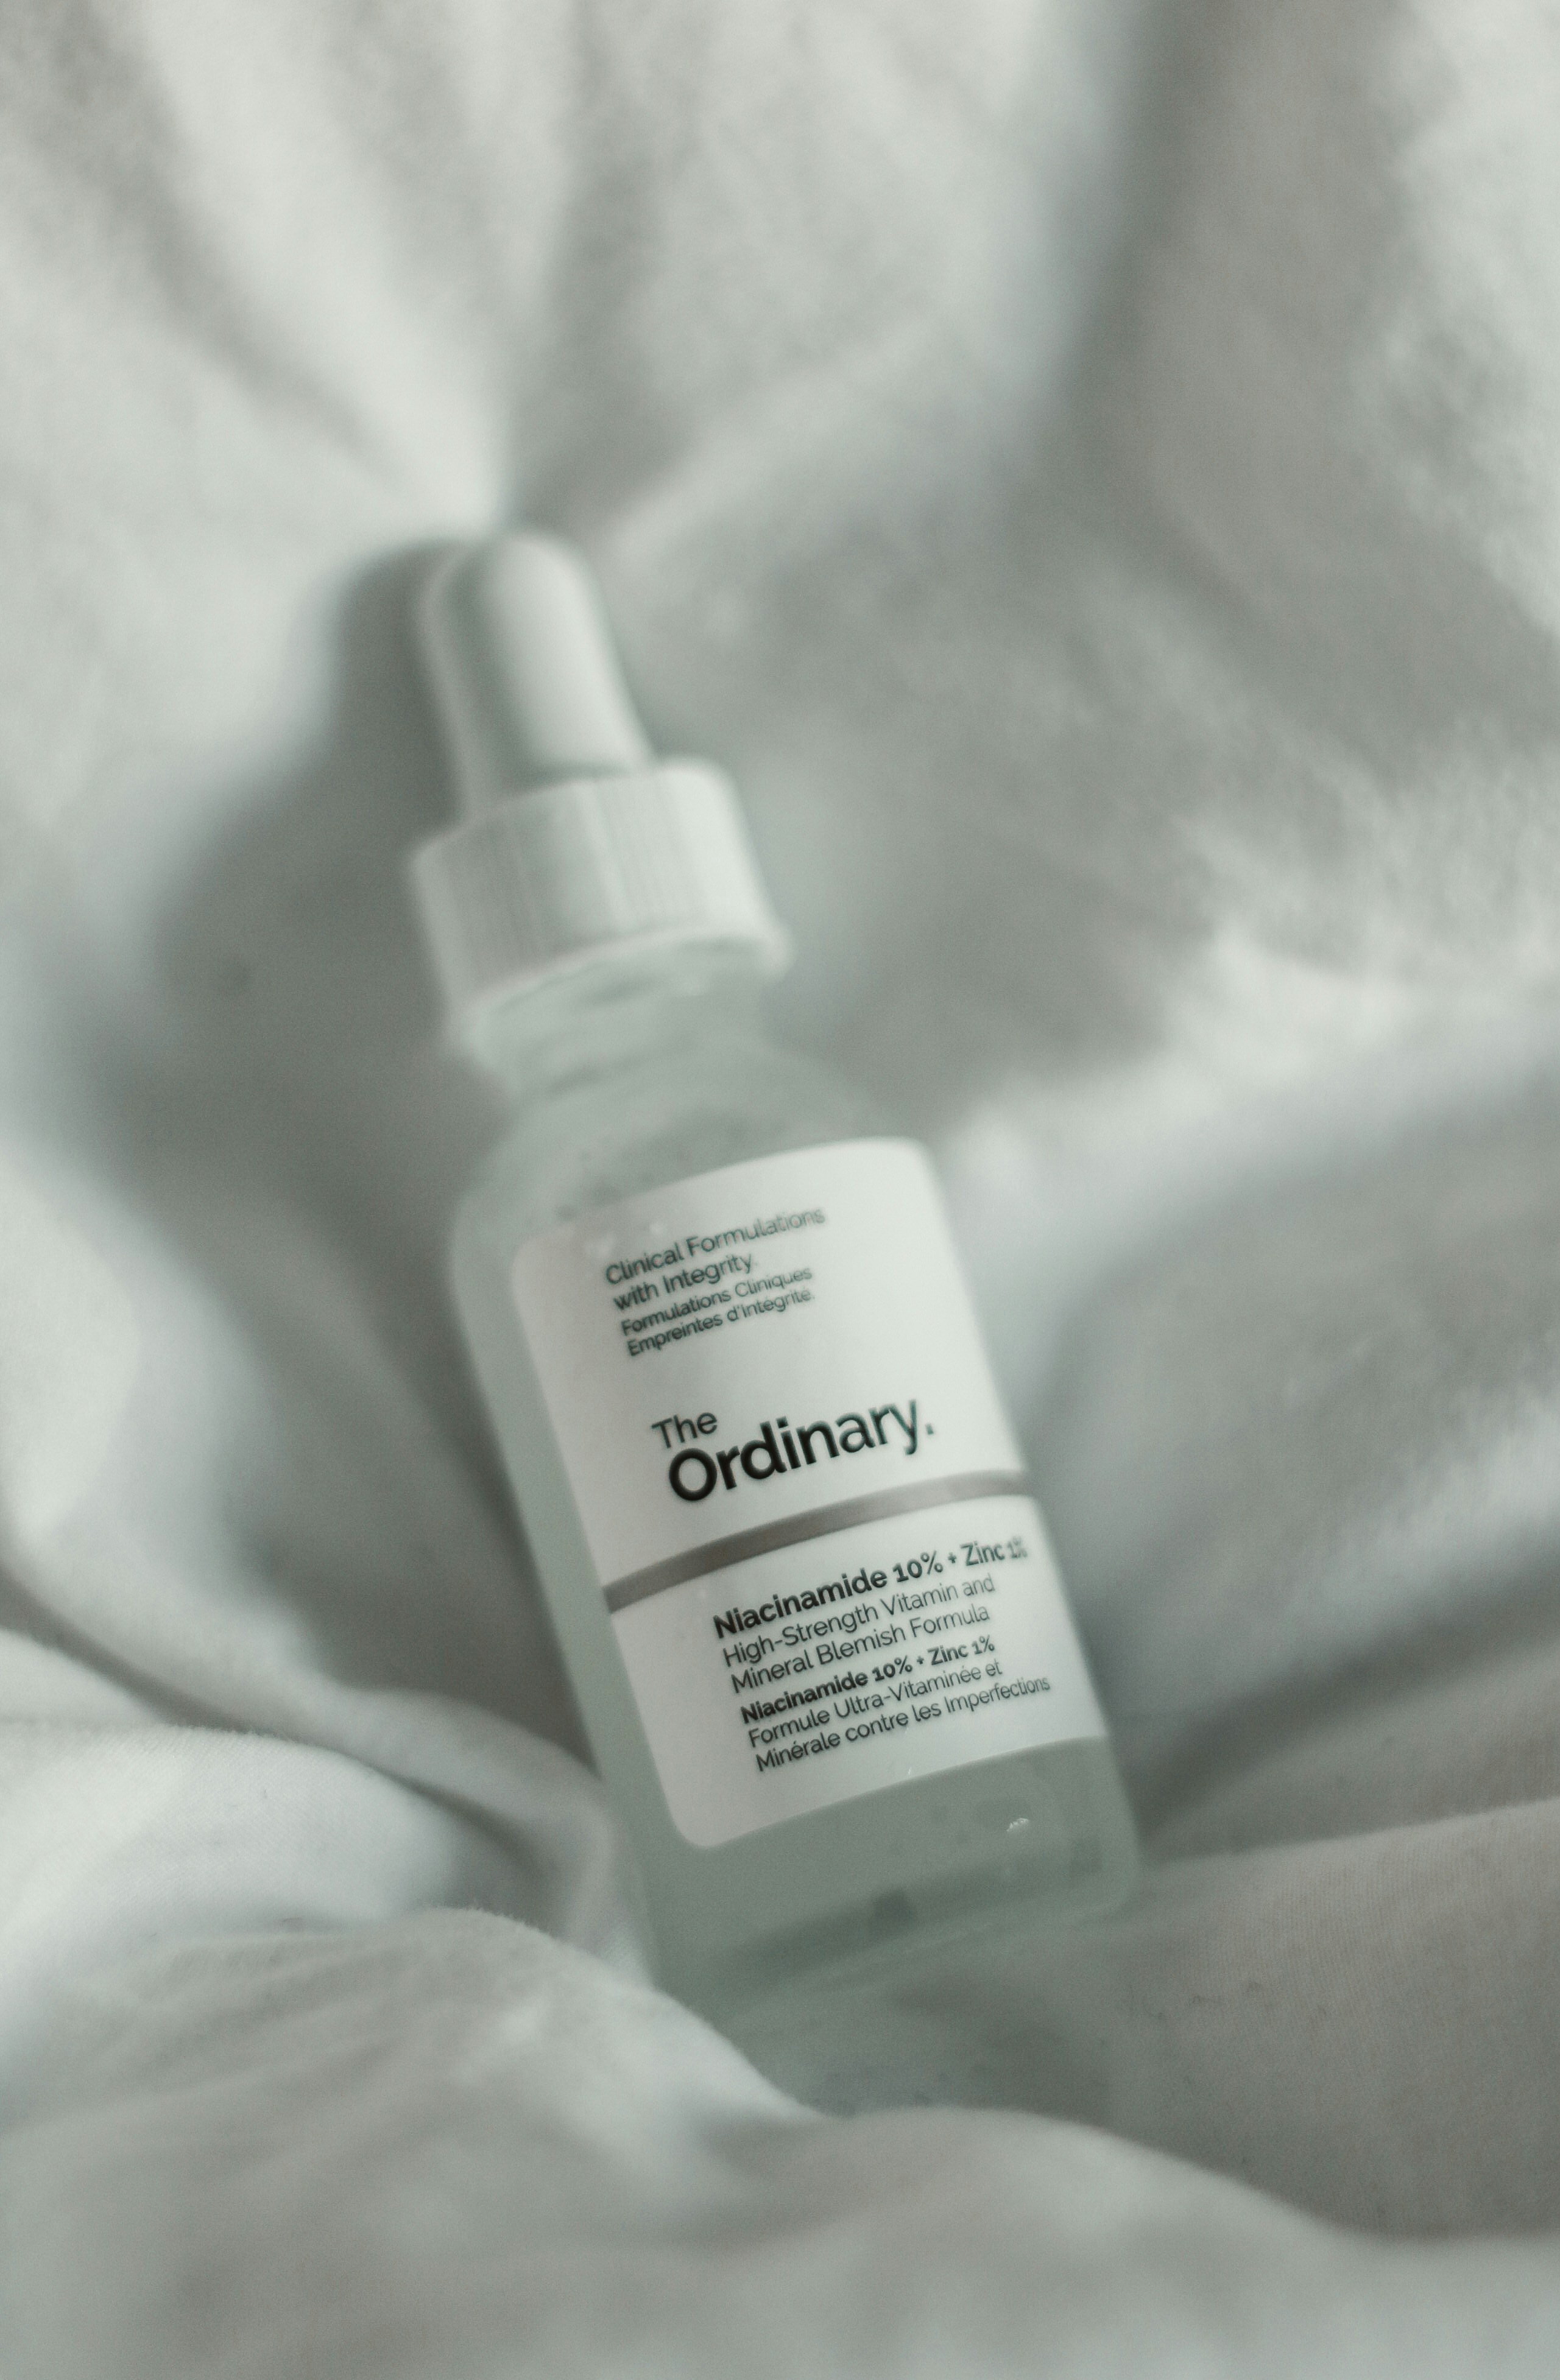 Clinical Formulations
with Integrity.
Formulations Cliniques
Empreintes d'Intégrité.
The
Ordinary.
Niacinamide 10% + Zinc 1%
High-Strength Vitamin and
Mineral Blemish Formula
Niacinamide 10% + Zinc 1%
Formule Ultra-Vitaminée et
Minérale contre les Imperfections